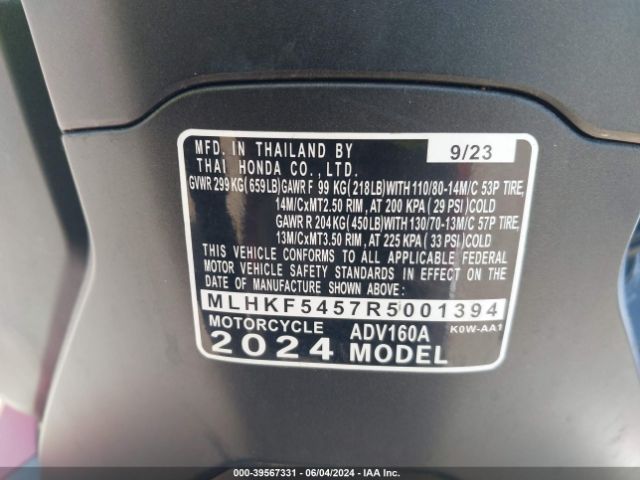 MFD. IN THAILAND BY 9/23
THAI HONDA CO., LTD.
GVWR 299 KG( 659 LB) GAWR F 99 KG( 218 LB) WITH 110/80-14M/C 53P TIRE,
14M/CxMT2.50 RIM, AT 200 KPA ( 29 PSI ) COLD
GAWR R 204 KG( 450 LB) WITH 130/70-13M/C 57P TIRE,
13M/CxMT3.50 RIM, AT 225 KPA ( 33 PSI ) COLD
THIS VEHICLE CONFORMS TO ALL APPLICABLE FEDERAL
MOTOR VEHICLE SAFETY STANDARDS IN EFFECT ON THE
DATE OF MANUFACTURE SHOWN ABOVE:
MLHKF5457R5001394
MOTORCYCLE ADV160A K0W-AA1
2024 MODEL
000-39567331 - 06/04/2024 - IAA Inc.